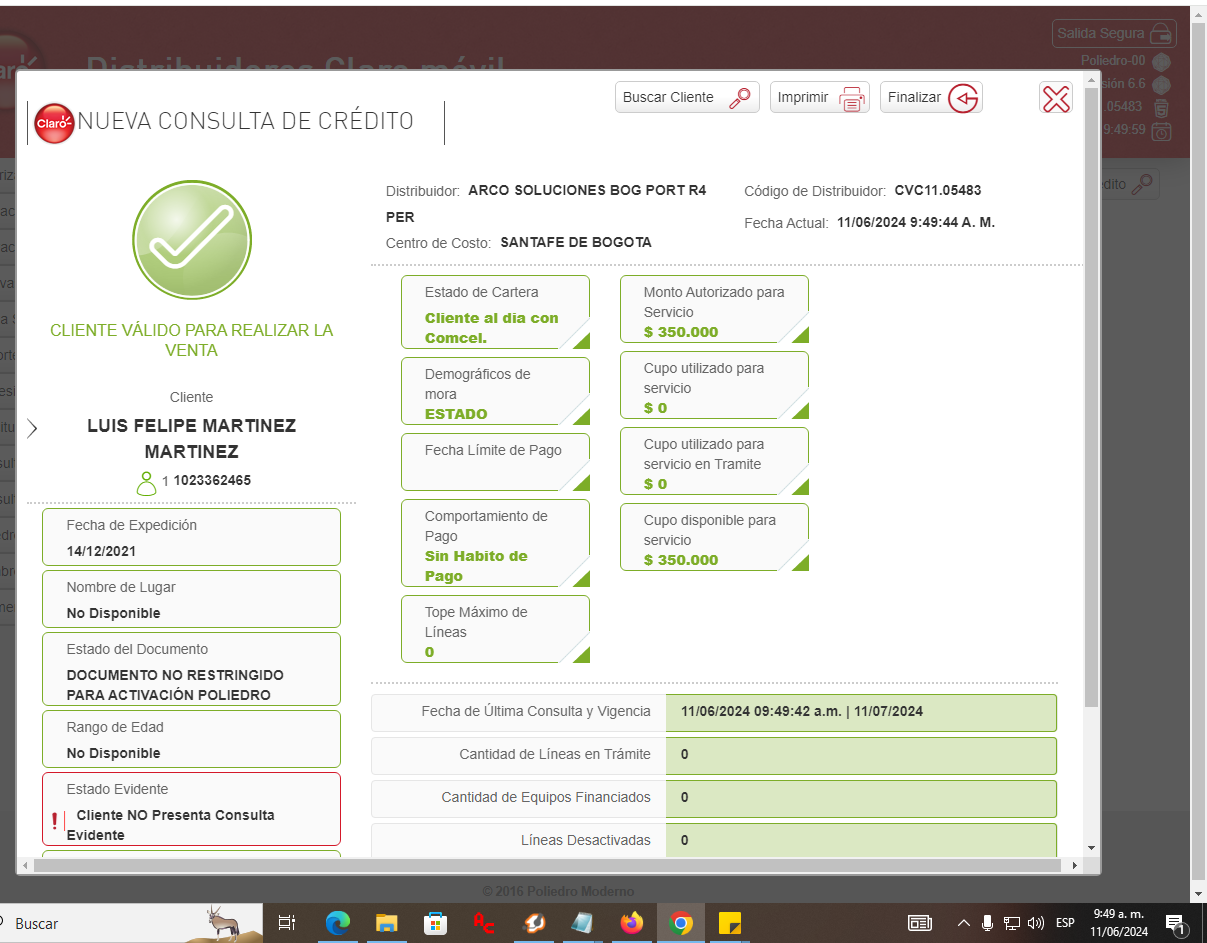 Salida Segura
Distribuidores Claro móvil
Poliedro-00
sión 6.6
.05483
9:49:59
Buscar Cliente
Imprimir
Finalizar
Claro
NUEVA CONSULTA DE CRÉDITO
Distribuidor: ARCO SOLUCIONES BOG PORT R4
PER
Centro de Costo: SANTAFE DE BOGOTA
Código de Distribuidor: CVC11.05483
Fecha Actual: 11/06/2024 9:49:44 A. M.
CLIENTE VÁLIDO PARA REALIZAR LA
VENTA
Cliente
LUIS FELIPE MARTINEZ
MARTINEZ
1 1023362465
Fecha de Expedición
14/12/2021
Nombre de Lugar
No Disponible
Estado del Documento
DOCUMENTO NO RESTRINGIDO
PARA ACTIVACIÓN POLIEDRO
Rango de Edad
No Disponible
Estado Evidente
! Cliente NO Presenta Consulta
Evidente
Estado de Cartera
Cliente al dia con
Comcel.
Demográficos de
mora
ESTADO
Fecha Límite de Pago
Comportamiento de
Pago
Sin Habito de
Pago
Tope Máximo de
Líneas
0
Monto Autorizado para
Servicio
$ 350.000
Cupo utilizado para
servicio
$ 0
Cupo utilizado para
servicio en Tramite
$ 0
Cupo disponible para
servicio
$ 350.000
Fecha de Última Consulta y Vigencia 11/06/2024 09:49:42 a.m. | 11/07/2024
Cantidad de Líneas en Trámite 0
Cantidad de Equipos Financiados 0
Líneas Desactivadas 0
© 2016 Poliedro Moderno
Buscar
ESP
9:49 a. m.
11/06/2024
1